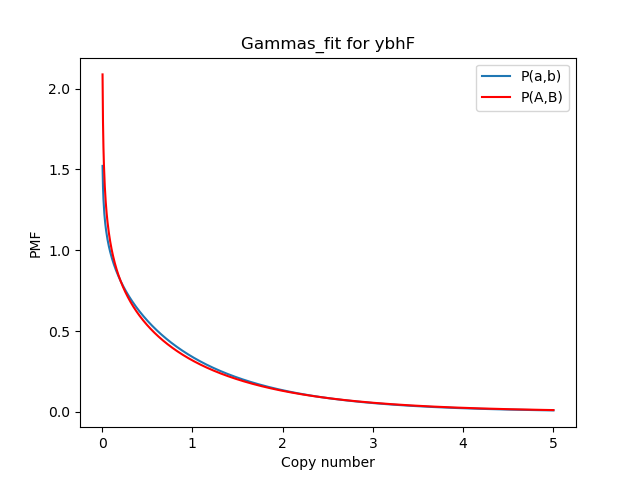 Gammas_fit for ybhF
P(a,b)
P(A,B)
PMF
2.0
1.5
1.0
0.5
0.0
0 1 2 3 4 5
Copy number